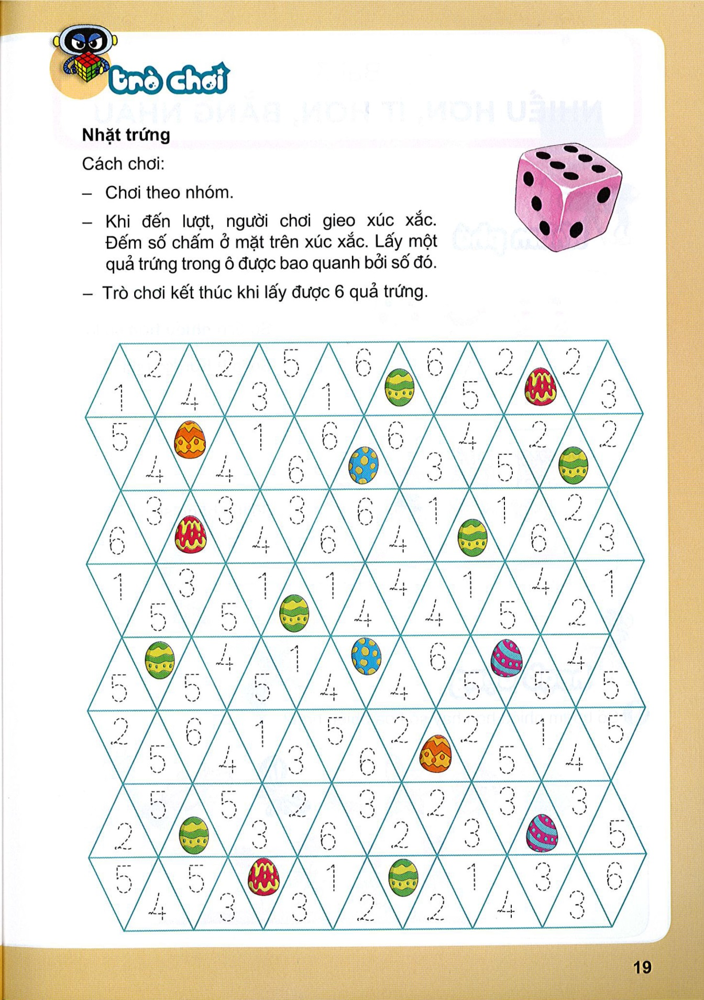 trò chơi
Nhặt trứng
Cách chơi:
– Chơi theo nhóm.
– Khi đến lượt, người chơi gieo xúc xắc.
Đếm số chấm ở mặt trên xúc xắc. Lấy một
quả trứng trong ô được bao quanh bởi số đó.
– Trò chơi kết thúc khi lấy được 6 quả trứng.
2 2 5 6 6 2 2
1 4 3 1 5 3
5 1 6 6 4 2 2
4 4 6 3 5
3 3 3 6 1 1 2
6 4 6 4 6 3
1 3 1 1 4 1 4 1
5 5 4 4 5 2
4 1 6 4
5 5 5 4 4 5 5 5
2 6 1 5 2 2 1 5
5 4 3 6 5 4
5 5 2 3 2 3 3
2 3 6 2 3 5
5 5 1 1 3 6
4 3 3 2 2 4 3
19